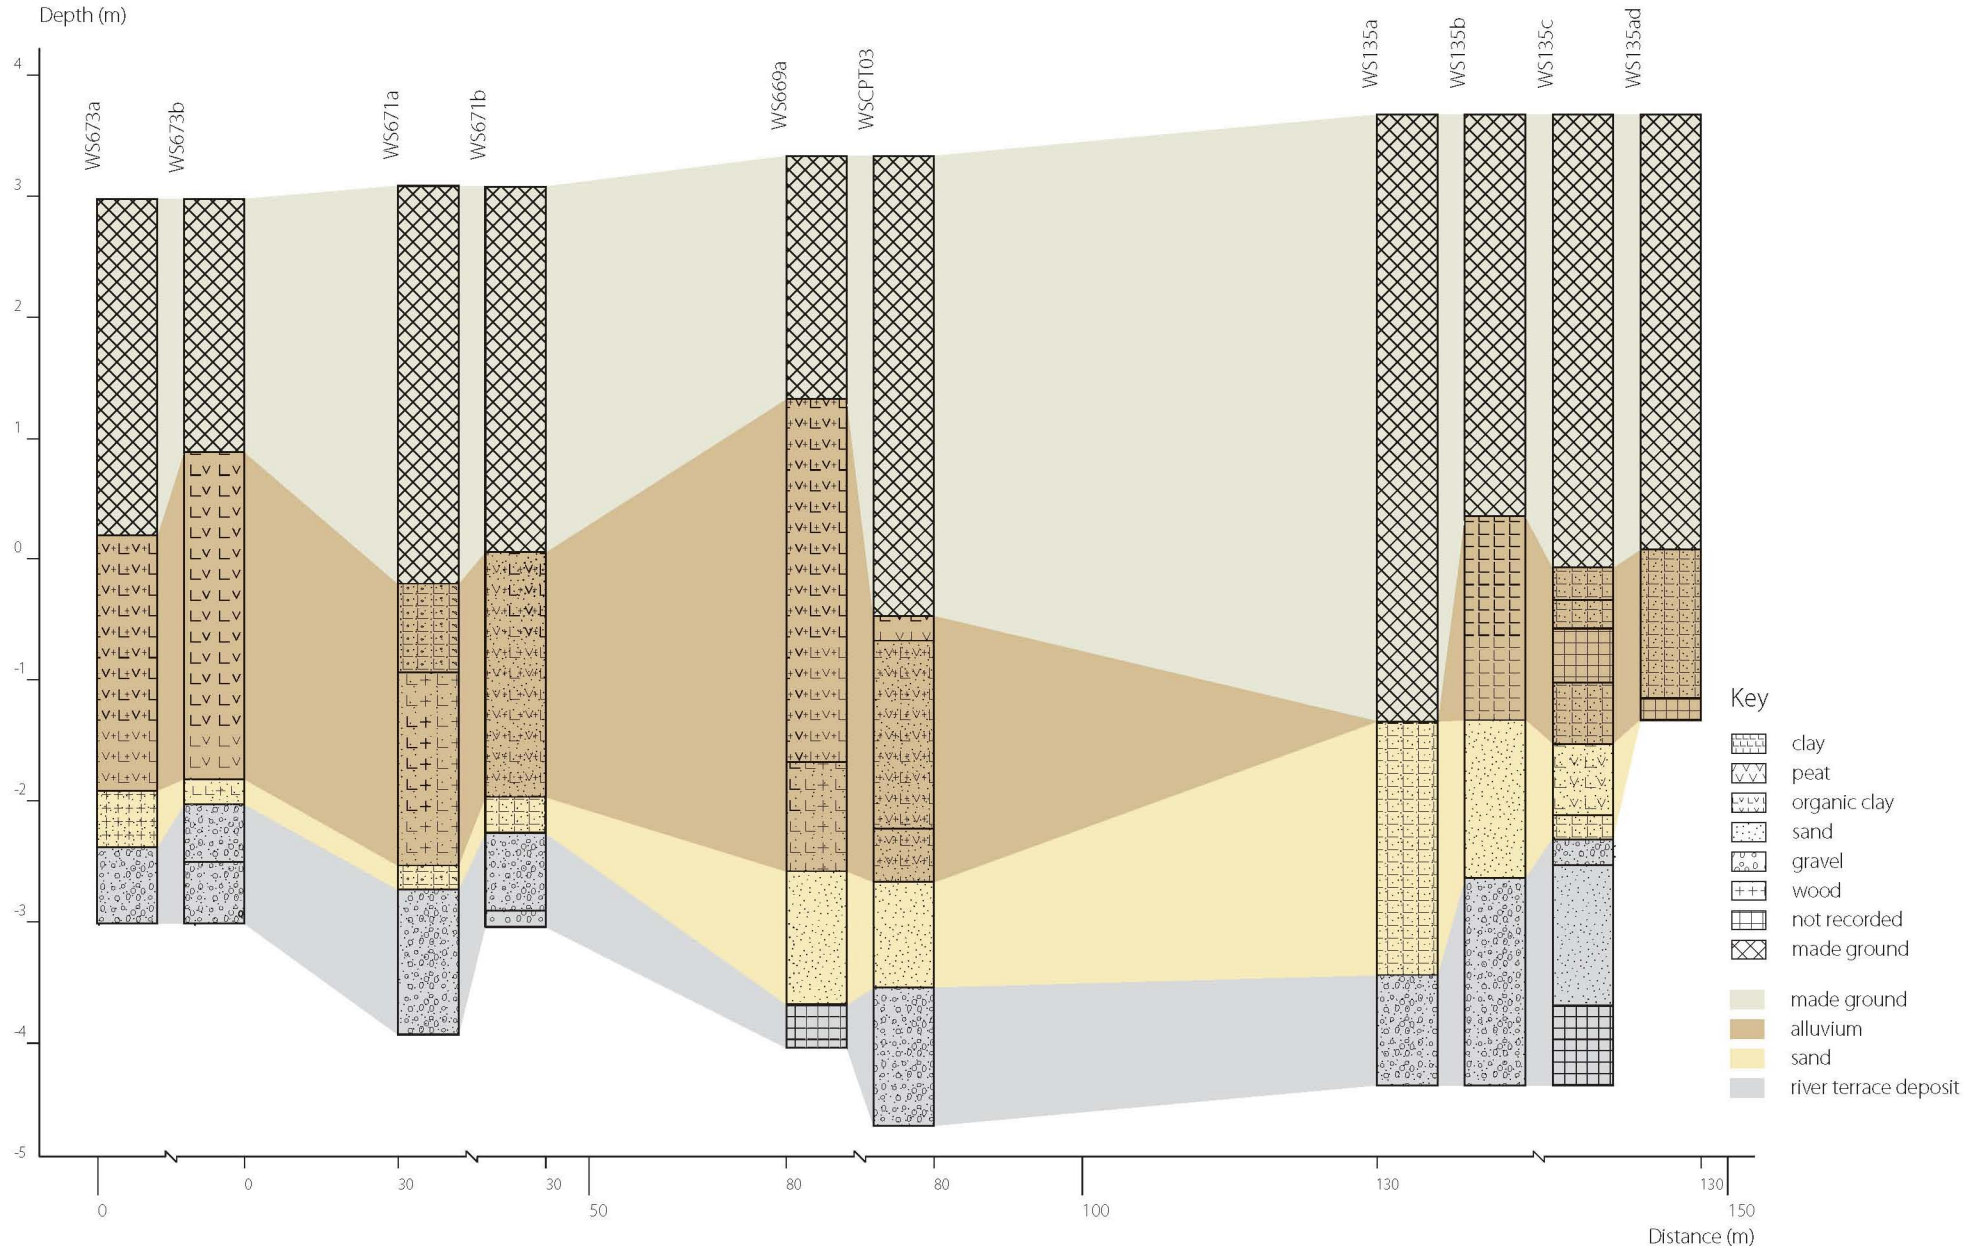 Depth (m)
WS673a
WS673b
WS671a
WS671b
WS669a
WSCPT03
WS135a
WS135b
WS135c
WS135ad
4
3
2
1
0
-1
-2
-3
-4
-5
Key
clay
peat
organic clay
sand
gravel
wood
not recorded
made ground
made ground
alluvium
sand
river terrace deposit
0 30 30 80 80 130 130
0 50 100 150
Distance (m)